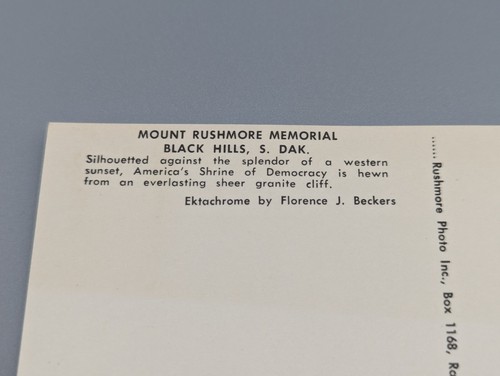 MOUNT RUSHMORE MEMORIAL
BLACK HILLS, S. DAK.
Silhouetted against the splendor of a western
sunset, America's Shrine of Democracy is hewn
from an everlasting sheer granite cliff.
Ektachrome by Florence J. Beckers
...... Rushmore Photo Inc., Box 1168, Ra